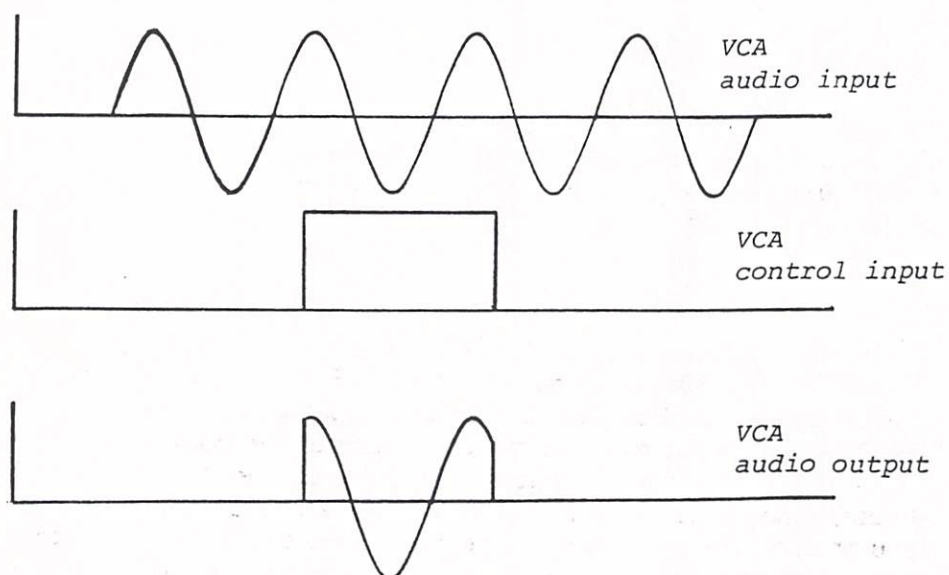 VCA
audio input
VCA
control input
VCA
audio output